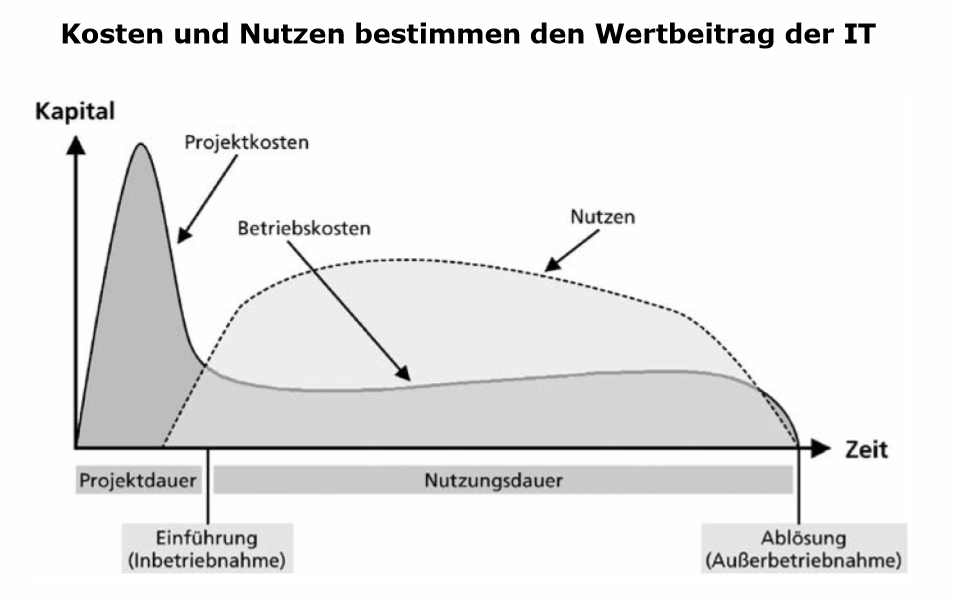 Kosten und Nutzen bestimmen den Wertbeitrag der IT
Kapital
Projektkosten
Betriebskosten
Nutzen
Zeit
Projektdauer
Nutzungsdauer
Einführung
(Inbetriebnahme)
Ablösung
(Außerbetriebnahme)